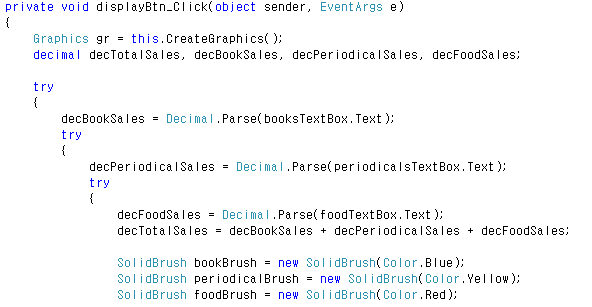 private void displayBtn_Click(object sender, EventArgs e)
{
Graphics gr = this.CreateGraphics();
decimal decTotalSales, decBookSales, decPeriodicalSales, decFoodSales;
try
{
decBookSales = Decimal.Parse(booksTextBox.Text);
try
{
decPeriodicalSales = Decimal.Parse(periodicalsTextBox.Text);
try
{
decFoodSales = Decimal.Parse(foodTextBox.Text);
decTotalSales = decBookSales + decPeriodicalSales + decFoodSales;
SolidBrush bookBrush = new SolidBrush(Color.Blue);
SolidBrush periodicalBrush = new SolidBrush(Color.Yellow);
SolidBrush foodBrush = new SolidBrush(Color.Red);